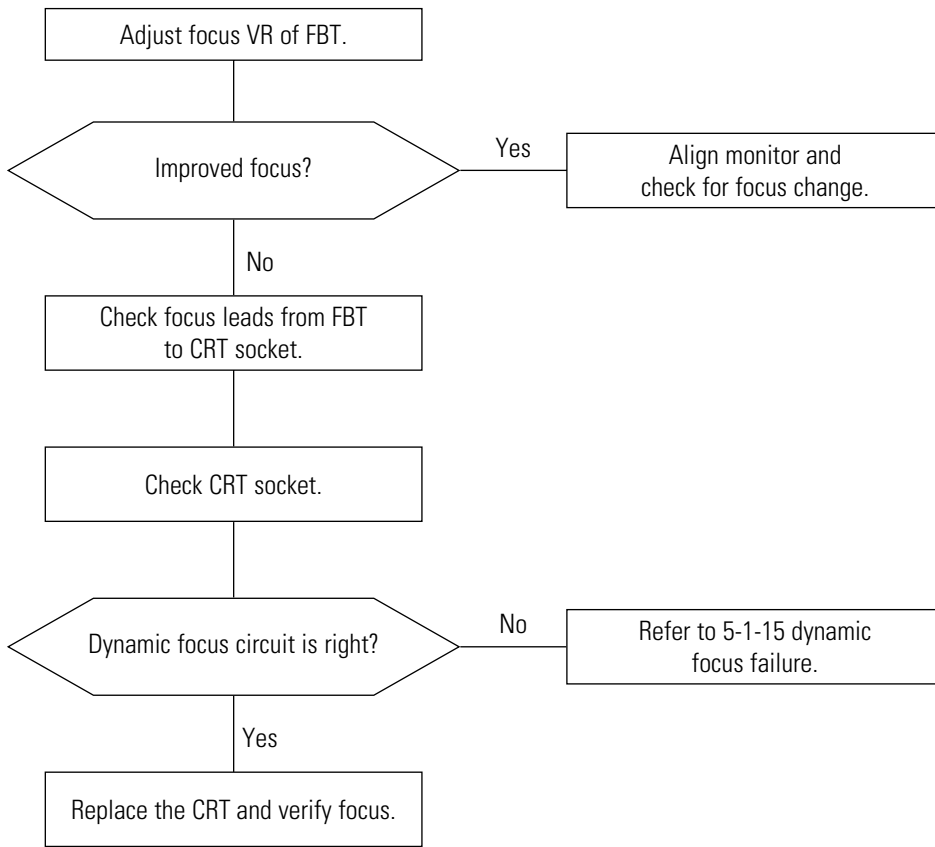 Adjust focus VR of FBT.
Improved focus?
Yes
Align monitor and
check for focus change.
No
Check focus leads from FBT
to CRT socket.
Check CRT socket.
Dynamic focus circuit is right?
No
Refer to 5-1-15 dynamic
focus failure.
Yes
Replace the CRT and verify focus.